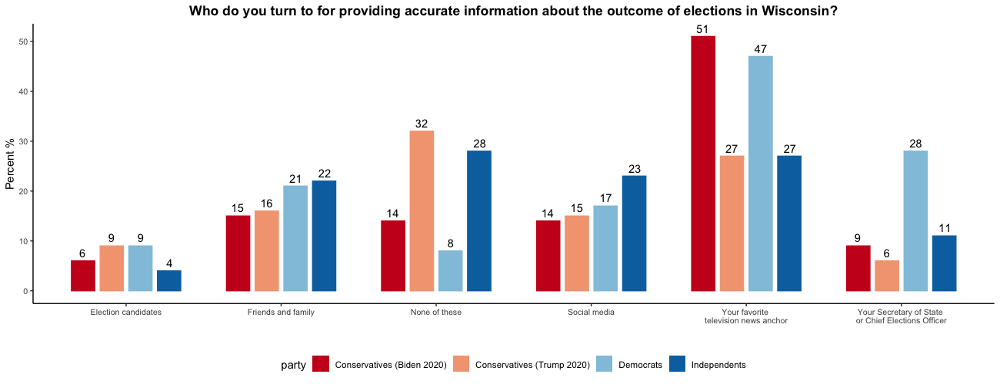 Who do you turn to for providing accurate information about the outcome of elections in Wisconsin?
Percent %
50
40
30
20
10
0
6
9
9
4
15
16
21
22
14
32
8
28
14
15
17
23
51
27
47
27
9
6
28
11
Election candidates
Friends and family
None of these
Social media
Your favorite
television news anchor
Your Secretary of State
or Chief Elections Officer
party
Conservatives (Biden 2020)
Conservatives (Trump 2020)
Democrats
Independents